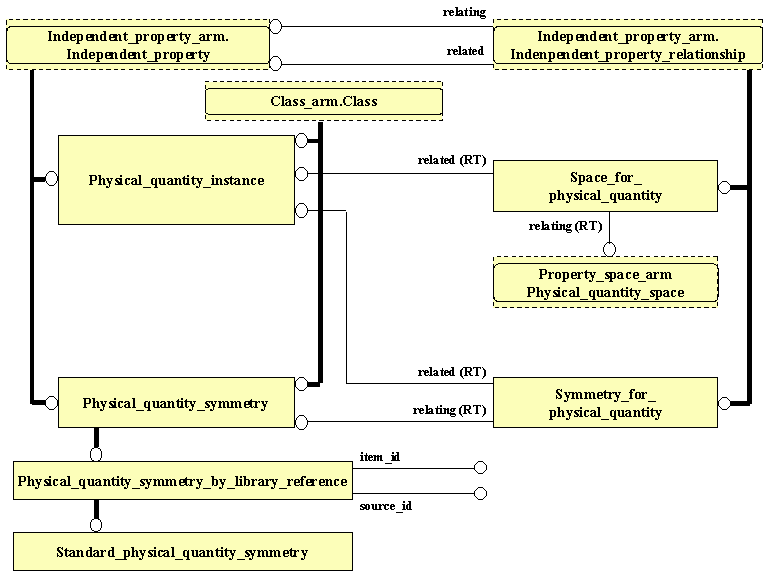 relating
Independent_property_arm.
Independent_property
related
Independent_property_arm.
Indenpendent_property_relationship
Class_arm.Class
Physical_quantity_instance
related (RT)
Space_for_
physical_quantity
relating (RT)
Property_space_arm
Physical_quantity_space
related (RT)
Physical_quantity_symmetry
relating (RT)
Symmetry_for_
physical_quantity
item_id
Physical_quantity_symmetry_by_library_reference
source_id
Standard_physical_quantity_symmetry